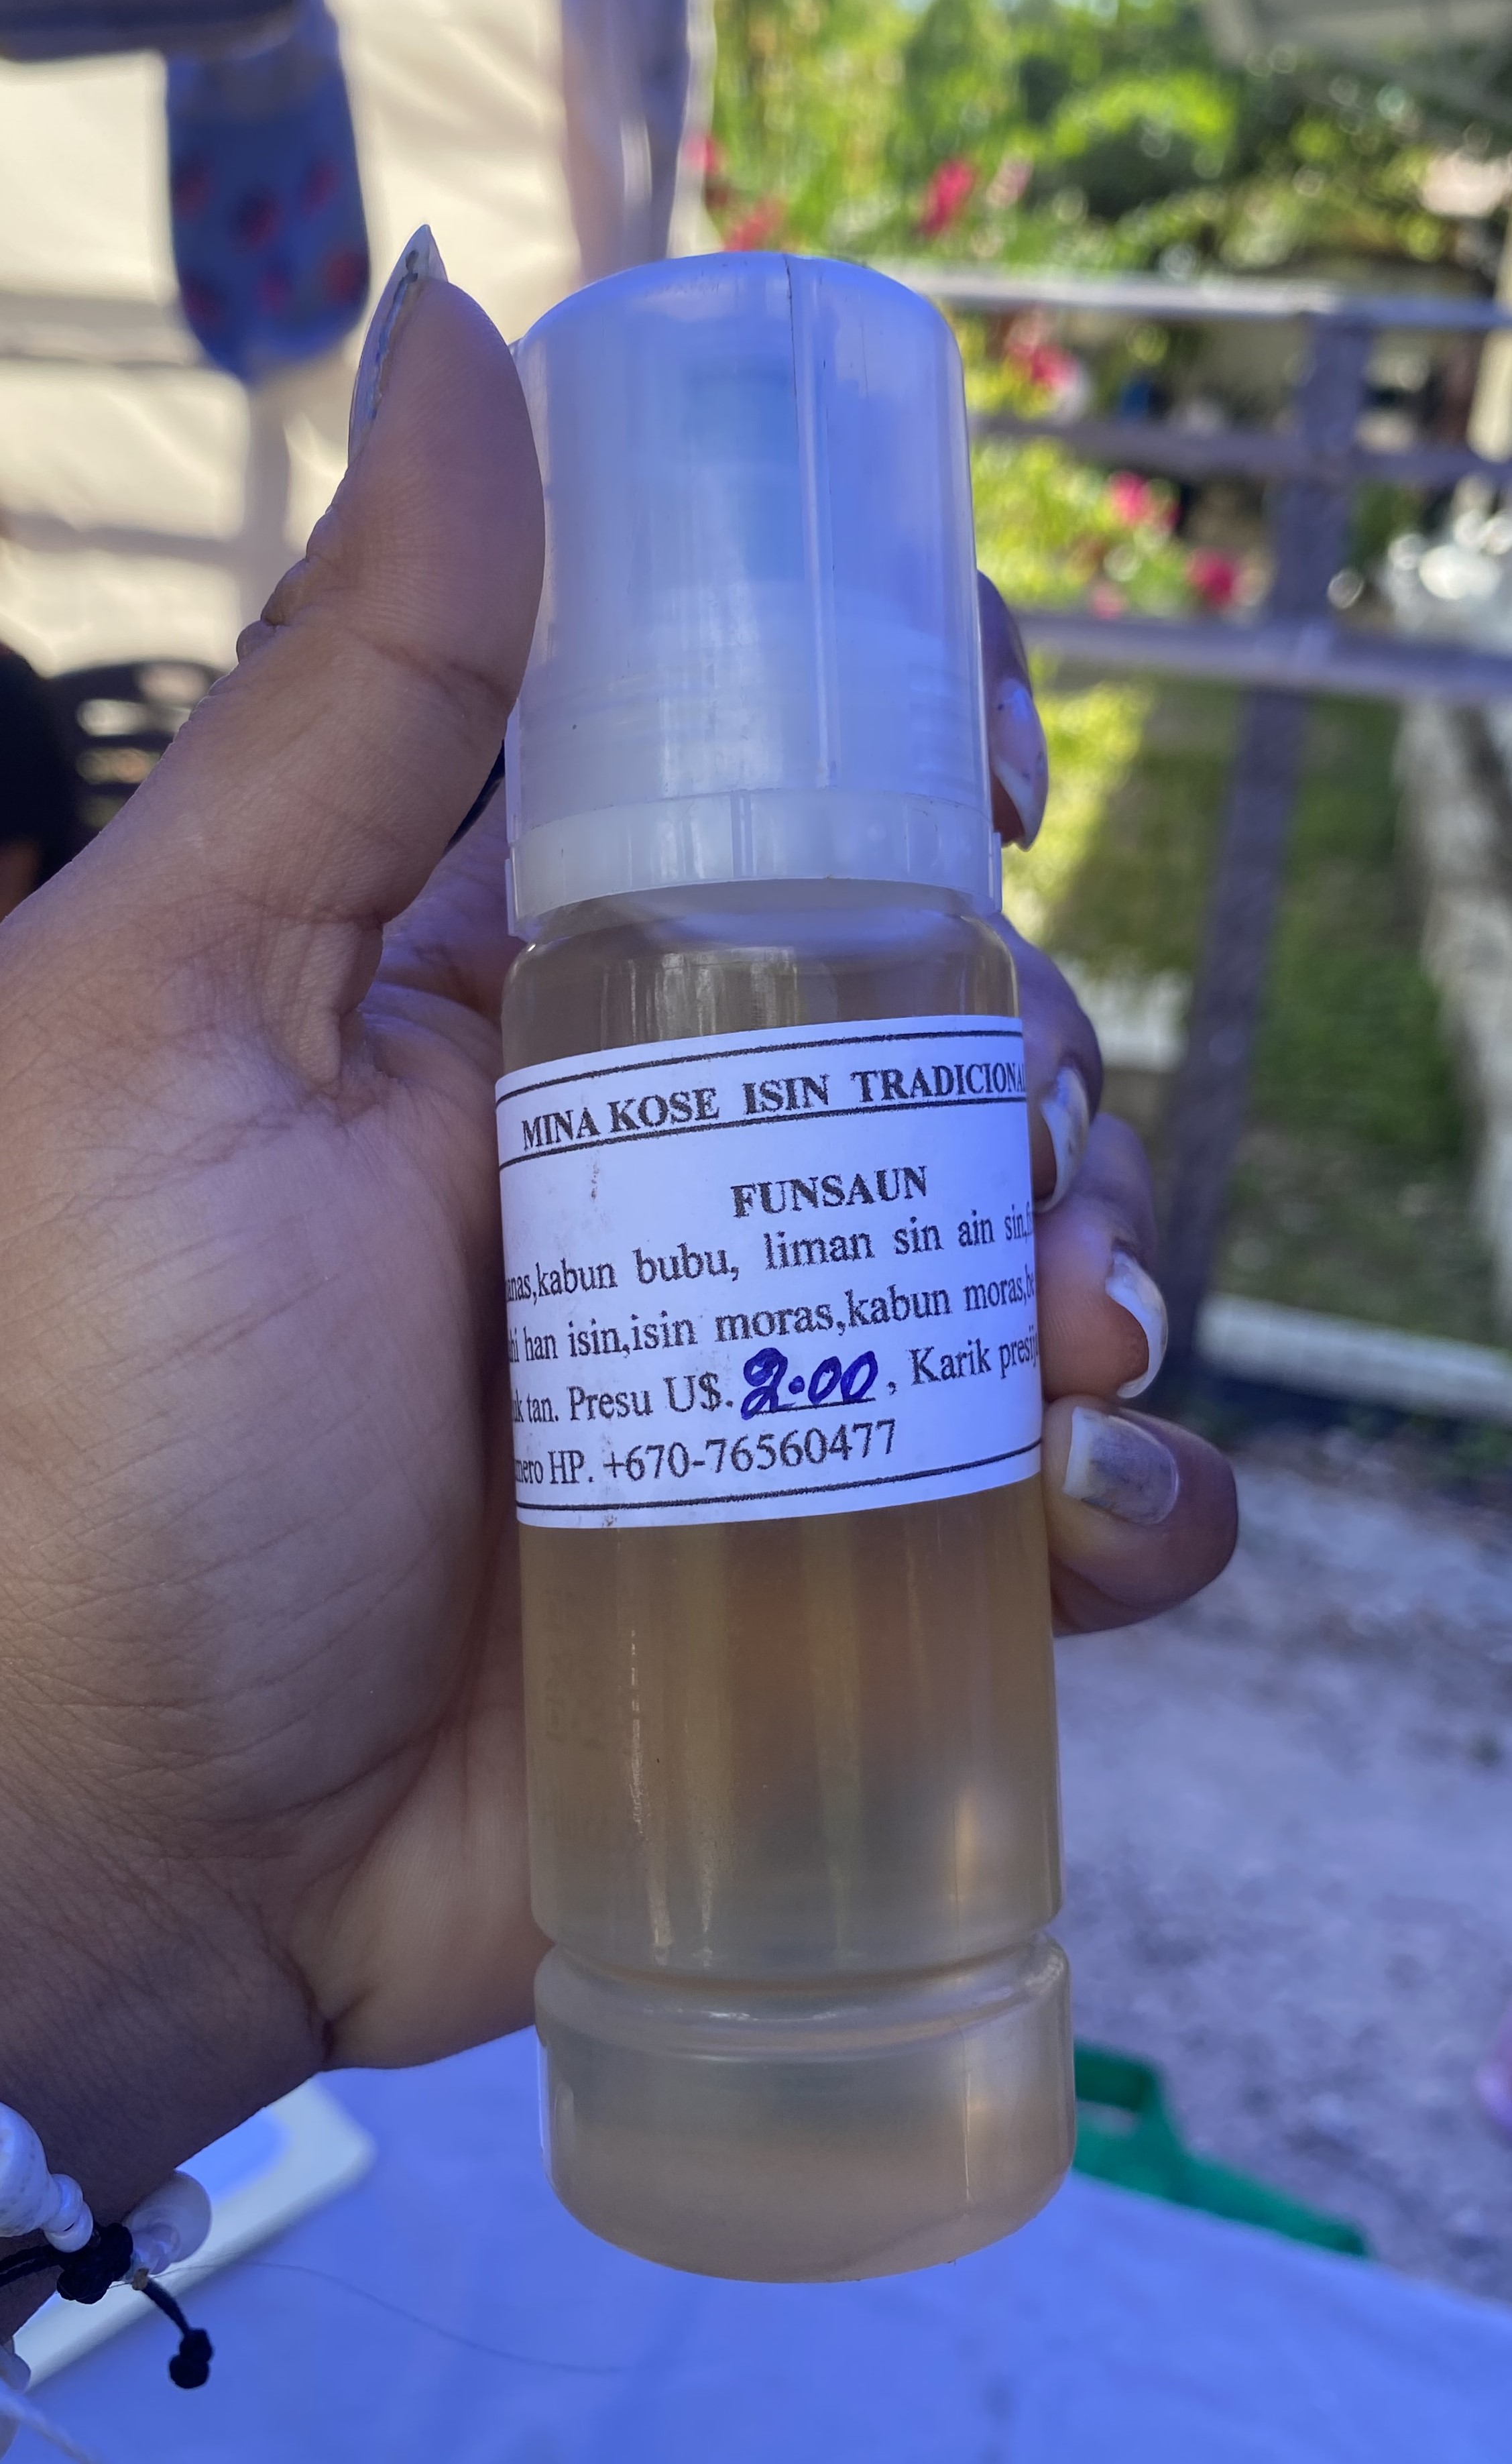 MINA KOSE ISIN TRADICIONAL
FUNSAUN
kabun bubu, liman sin ain sin,
han isin,isin moras,kabun moras,
tan. Presu U$. 2.00, Karik
HP. +670-76560477